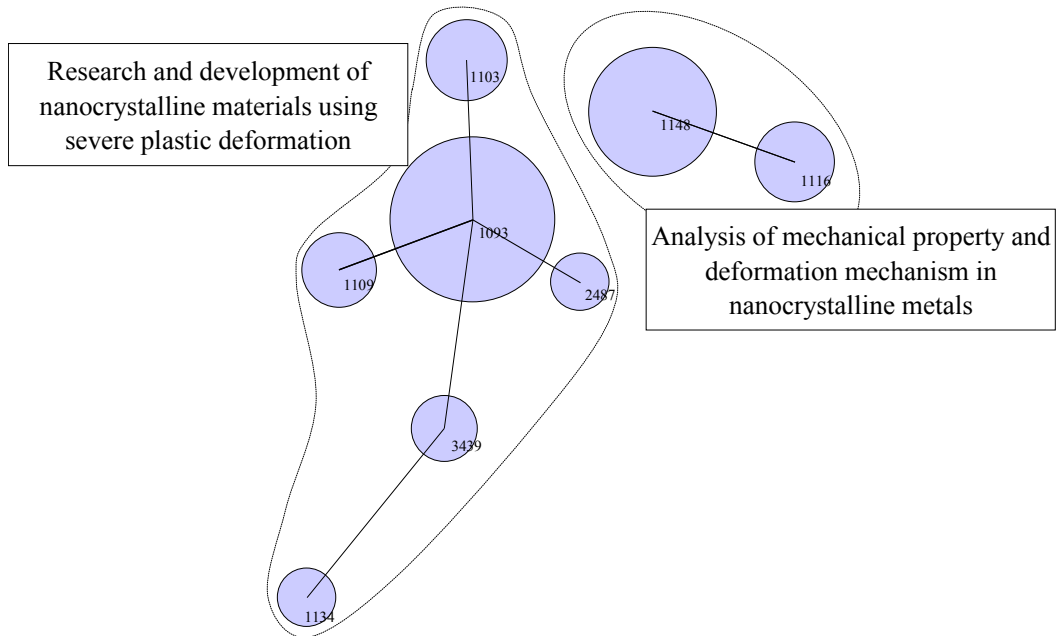 Research and development of
nanocrystalline materials using
severe plastic deformation
1103
1148
1116
1093
Analysis of mechanical property and
deformation mechanism in
nanocrystalline metals
1109
2487
3439
1134